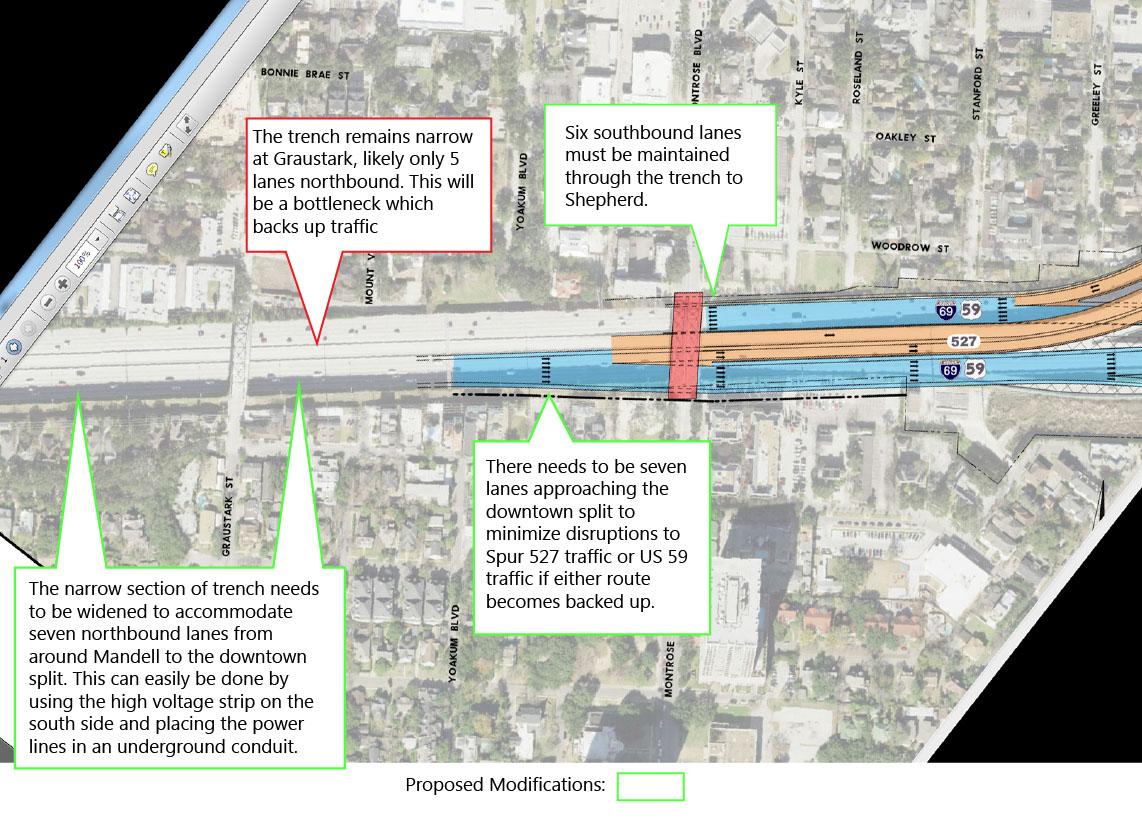 BONNIE BRAE ST
MONTROSE BLVD
KYLE ST
ROSELAND ST
STANFORD ST
GREELEY ST
OAKLEY ST
The trench remains narrow
at Graustark, likely only 5
lanes northbound. This will
be a bottleneck which
backs up traffic
Six southbound lanes
must be maintained
through the trench to
Shepherd.
YOAKUM BLVD
WOODROW ST
MOUNT V
100%
1
69 59
527
69 59
GRAUSTARK ST
There needs to be seven
lanes approaching the
downtown split to
minimize disruptions to
Spur 527 traffic or US 59
traffic if either route
becomes backed up.
The narrow section of trench needs
to be widened to accommodate
seven northbound lanes from
around Mandell to the downtown
split. This can easily be done by
using the high voltage strip on the
south side and placing the power
lines in an underground conduit.
YOAKUM BLVD
MONTROSE
Proposed Modifications: